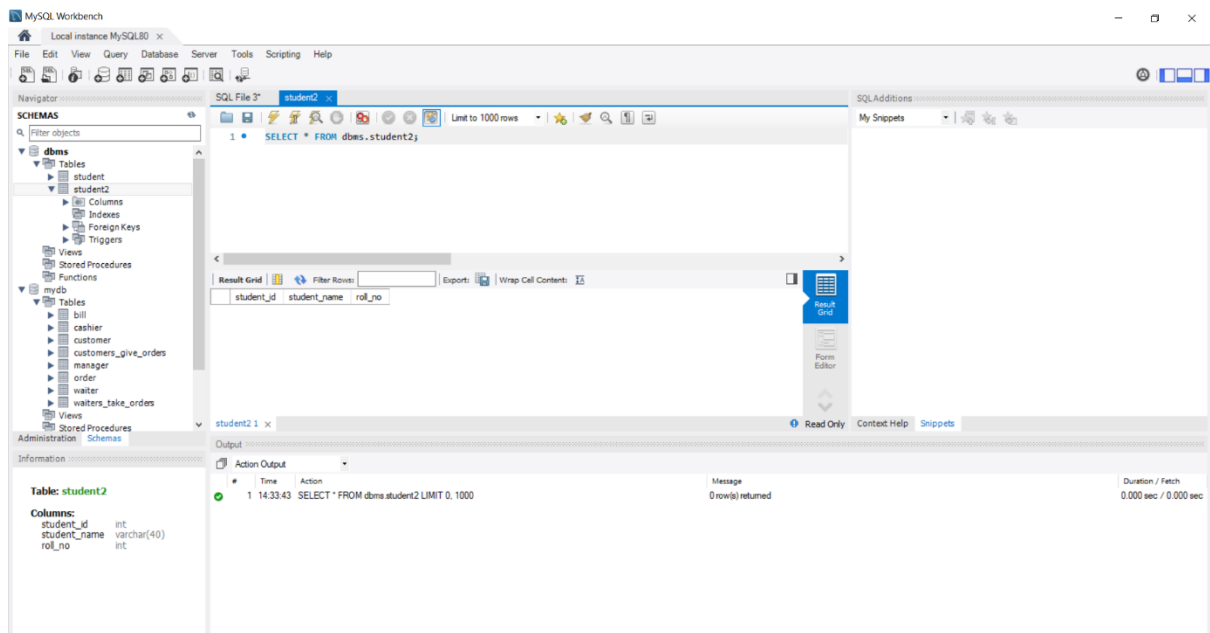 MySQL Workbench
Local instance MySQL80
File Edit View Query Database Server Tools Scripting Help
Navigator
SCHEMAS
Filter objects
dbms
Tables
student
student2
Columns
Indexes
Foreign Keys
Triggers
Views
Stored Procedures
Functions
mydb
Tables
bill
cashier
customer
customers_give_orders
manager
order
waiter
waiters_take_orders
Views
Stored Procedures
Administration Schemas
Information
Table: student2
Columns:
student_id int
student_name varchar(40)
roll_no int
SQL File 3* student2
Limit to 1000 rows
1 SELECT * FROM dbms.student2;
Result Grid Filter Rows: Export: Wrap Cell Content:
student_id student_name roll_no
Result
Grid
Form
Editor
student2 1 Read Only
SQLAdditions
My Snippets
Context Help Snippets
Output
Action Output
# Time Action Message Duration / Fetch
1 14:33:43 SELECT * FROM dbms.student2 LIMIT 0, 1000 0 row(s) returned 0.000 sec / 0.000 sec